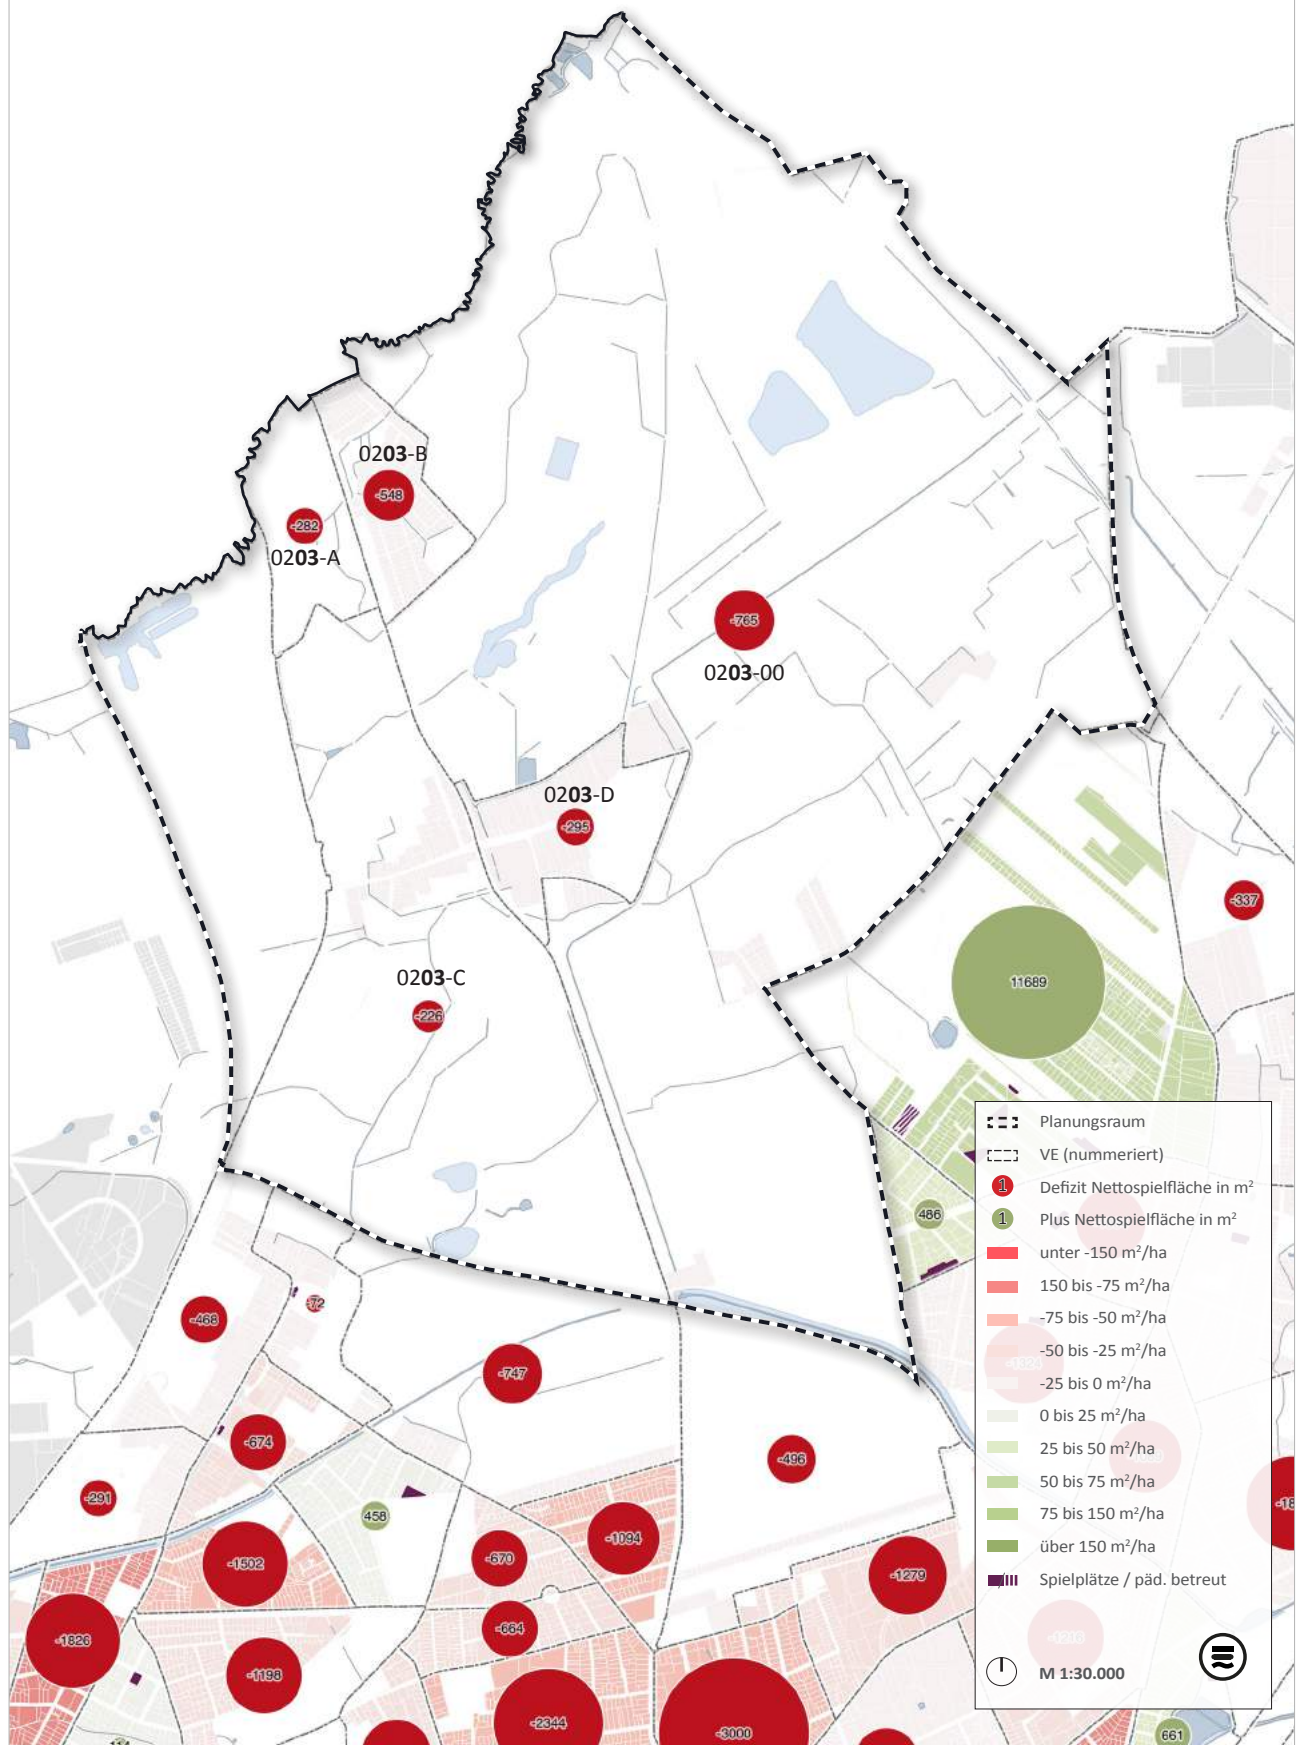 0203-B
-548
-282
0203-A
-765
0203-00
0203-D
-295
-337
11689
0203-C
-226
486
Planungsraum
VE (nummeriert)
1 Defizit Nettospielfläche in m²
1 Plus Nettospielfläche in m²
unter -150 m²/ha
150 bis -75 m²/ha
-75 bis -50 m²/ha
-50 bis -25 m²/ha
-25 bis 0 m²/ha
0 bis 25 m²/ha
25 bis 50 m²/ha
50 bis 75 m²/ha
75 bis 150 m²/ha
über 150 m²/ha
Spielplätze / päd. betreut
M 1:30.000
-72
-468
-1324
-747
-674
-496
-291
458
-18
-1094
-670
-1502
-1279
-664
-1826
-1216
-1198
-2344
-3000
661